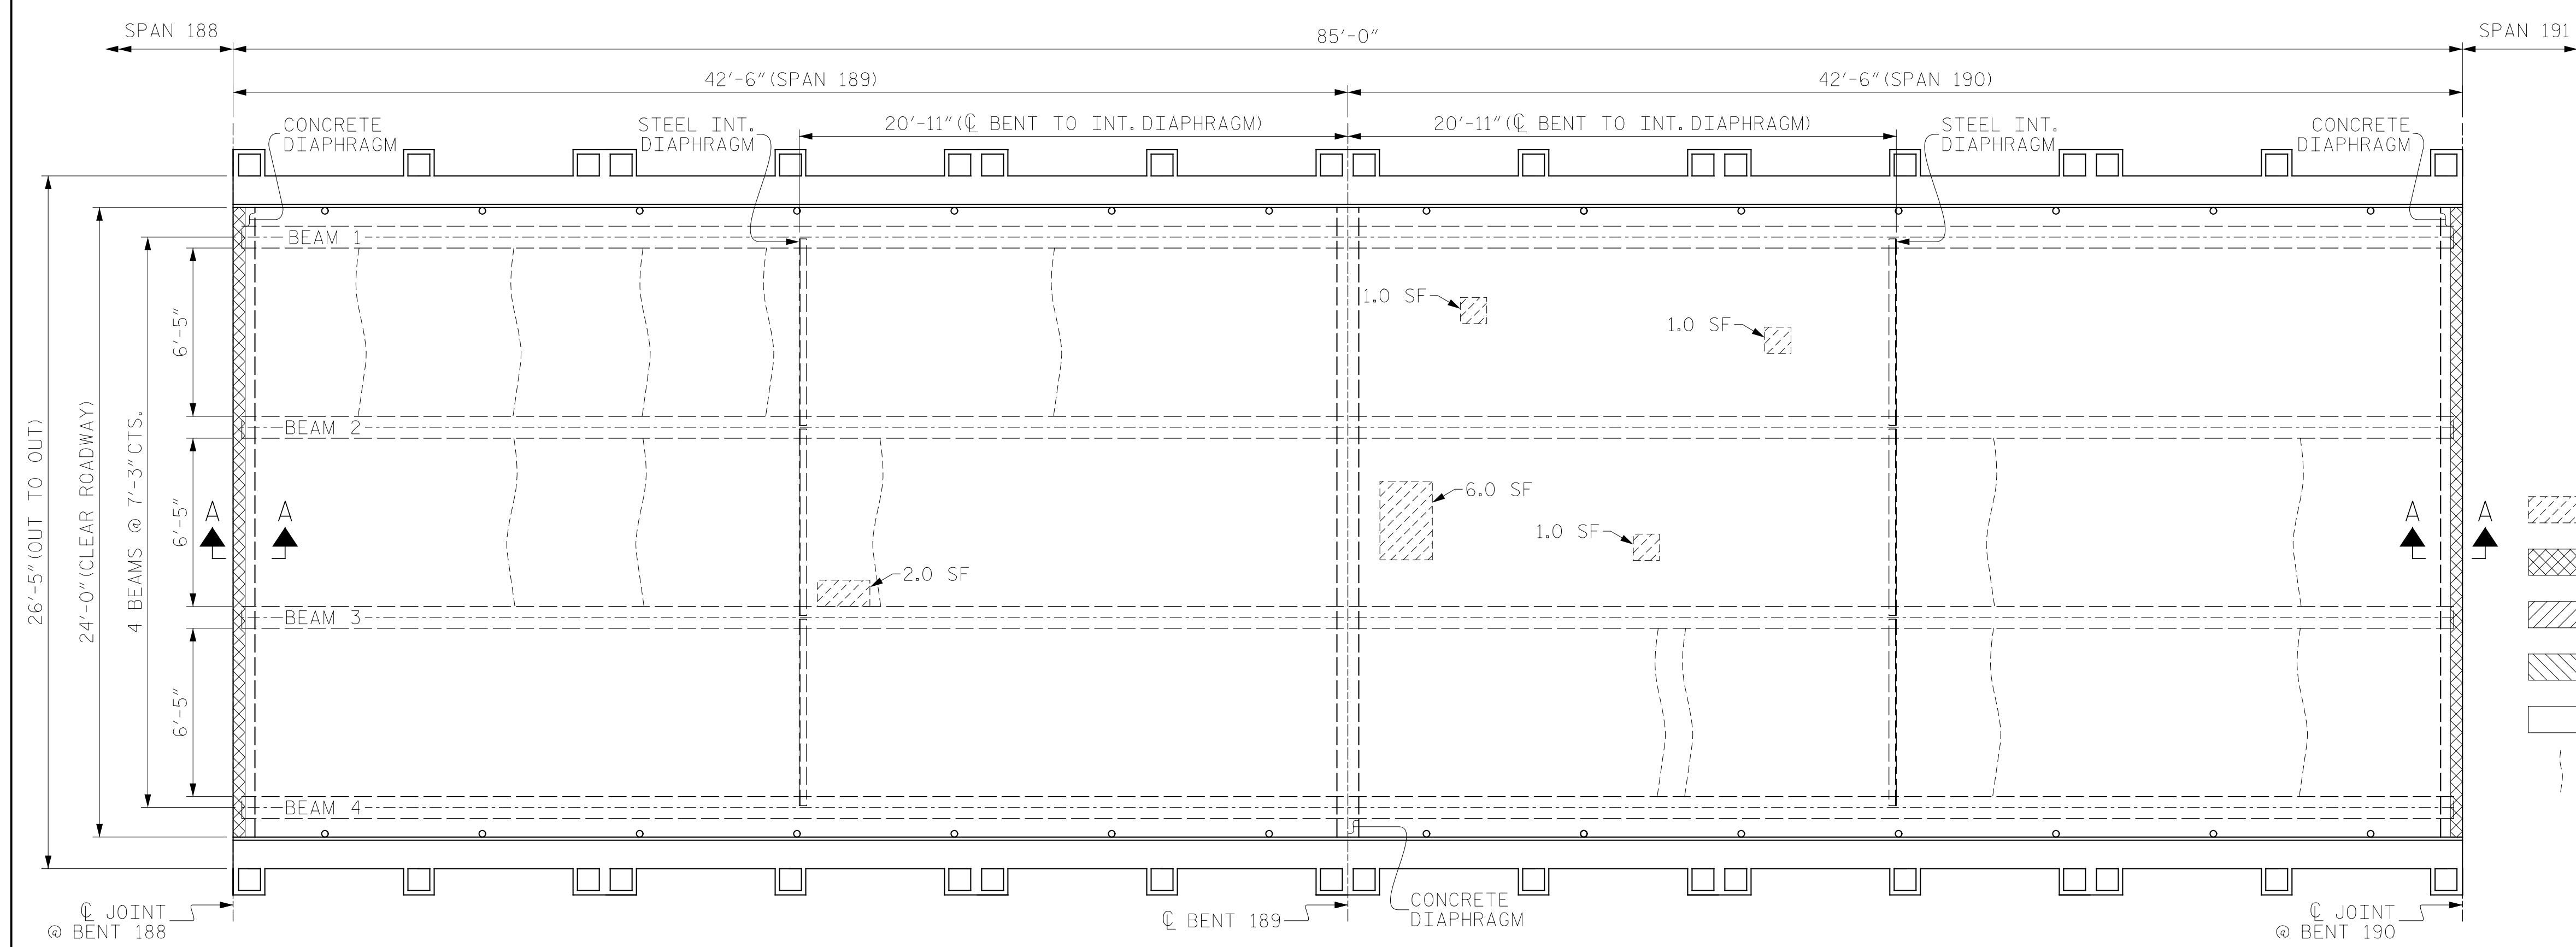 SPAN 188
85'-0"
SPAN 191
42'-6" (SPAN 189)
42'-6" (SPAN 190)
CONCRETE
DIAPHRAGM
STEEL INT.
DIAPHRAGM
20'-11" (℄ BENT TO INT. DIAPHRAGM)
20'-11" (℄ BENT TO INT. DIAPHRAGM)
STEEL INT.
DIAPHRAGM
CONCRETE
DIAPHRAGM
BEAM 1
1.0 SF
1.0 SF
6'-5"
BEAM 2
26'-5" (OUT TO OUT)
24'-0" (CLEAR ROADWAY)
4 BEAMS @ 7'-3" CTS.
6'-5"
A
A
6.0 SF
1.0 SF
A
A
2.0 SF
BEAM 3
6'-5"
BEAM 4
℄ JOINT
@ BENT 188
℄ BENT 189
CONCRETE
DIAPHRAGM
℄ JOINT
@ BENT 190